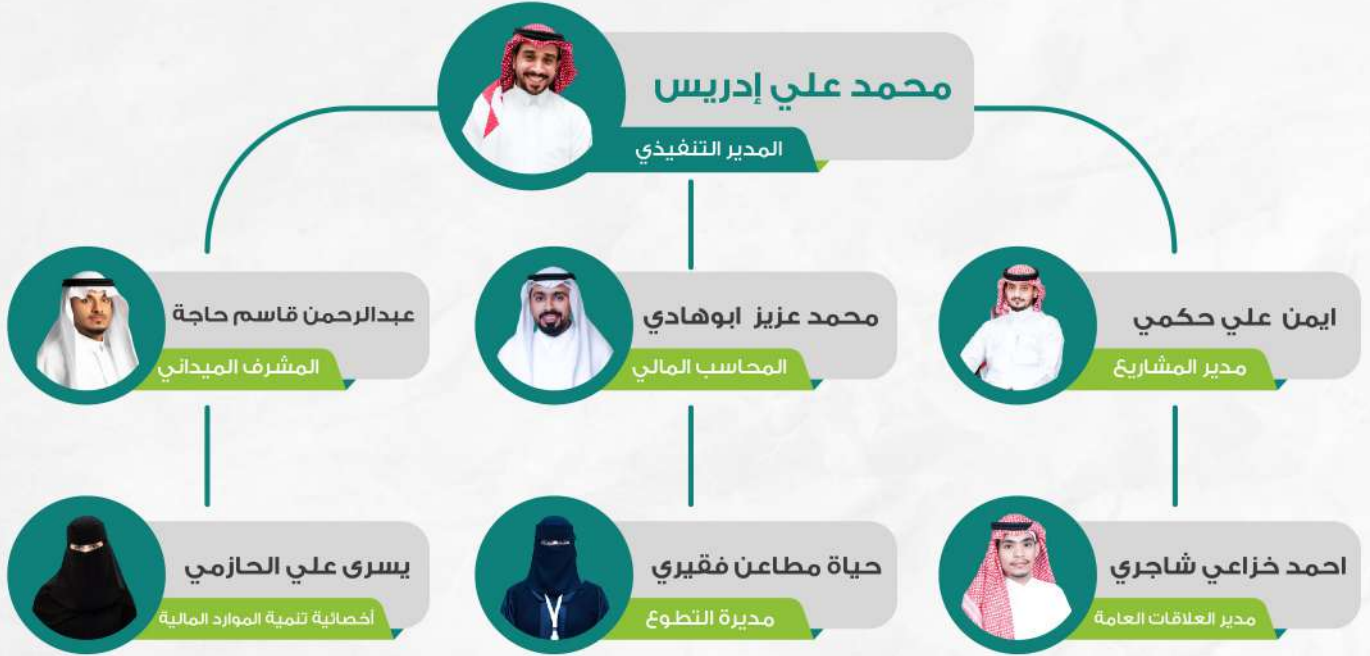 محمد علي إدريس
المدير التنفيذي
ايمن علي حكمي
مدير المشاريع
محمد عزيز ابوهادي
المحاسب المالي
عبدالرحمن قاسم حاجة
المشرف الميداني
احمد خزاعي شاجري
مدير العلاقات العامة
حياة مطاعن فقيري
مديرة التطوع
يسرى علي الحازمي
أخصائية تنمية الموارد المالية